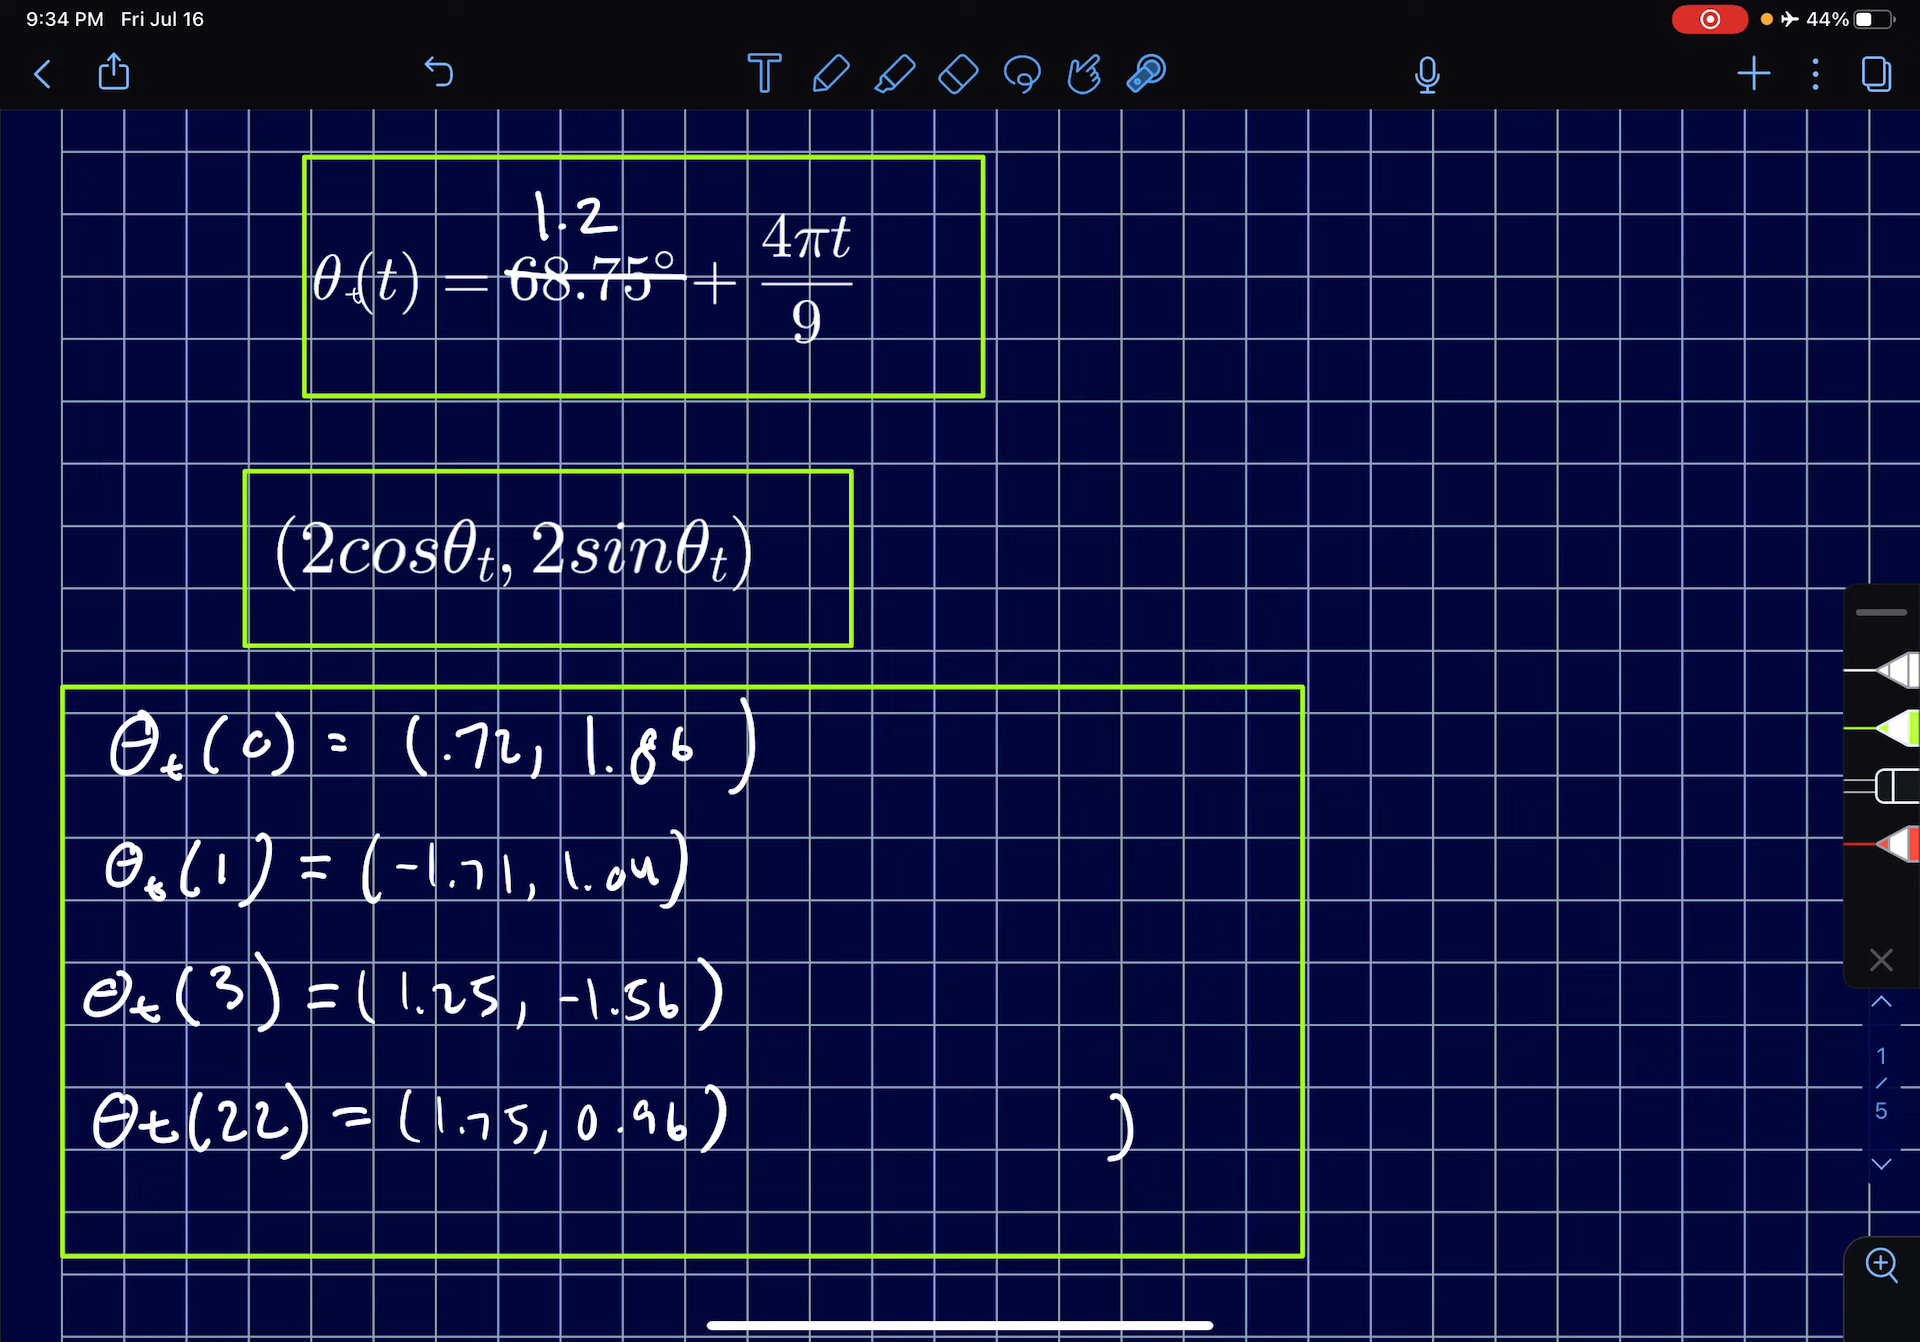 9:34 PM Fri Jul 16
44%
1.2
θₜ(t) = 68.75° + 4πt/9
(2cosθₜ, 2sinθₜ)
θₜ(0) = (.72, 1.86)
θₜ(1) = (-1.71, 1.04)
θₜ(3) = (1.25, -1.56)
θt(22) = (1.75, 0.96) )
1
/
5